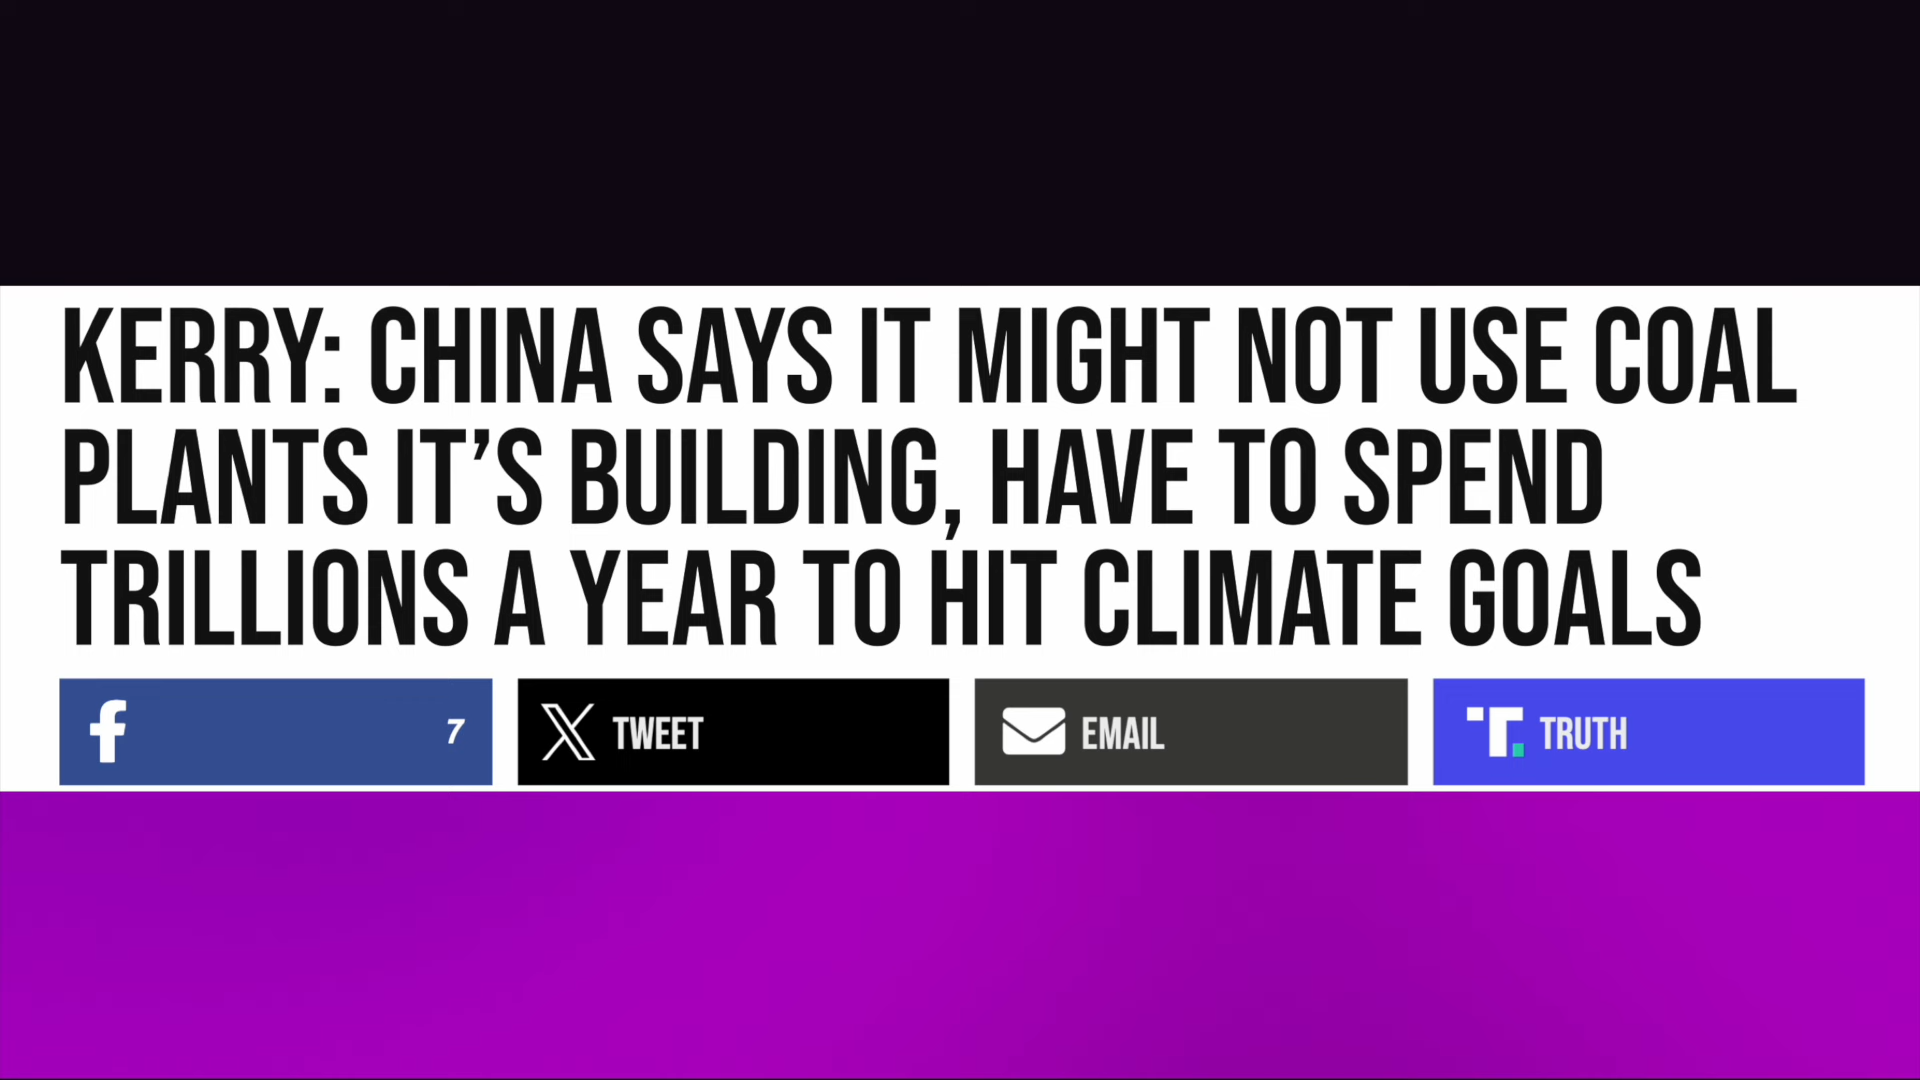 KERRY: CHINA SAYS IT MIGHT NOT USE COAL
PLANTS IT’S BUILDING, HAVE TO SPEND
TRILLIONS A YEAR TO HIT CLIMATE GOALS
7 TWEET EMAIL TRUTH